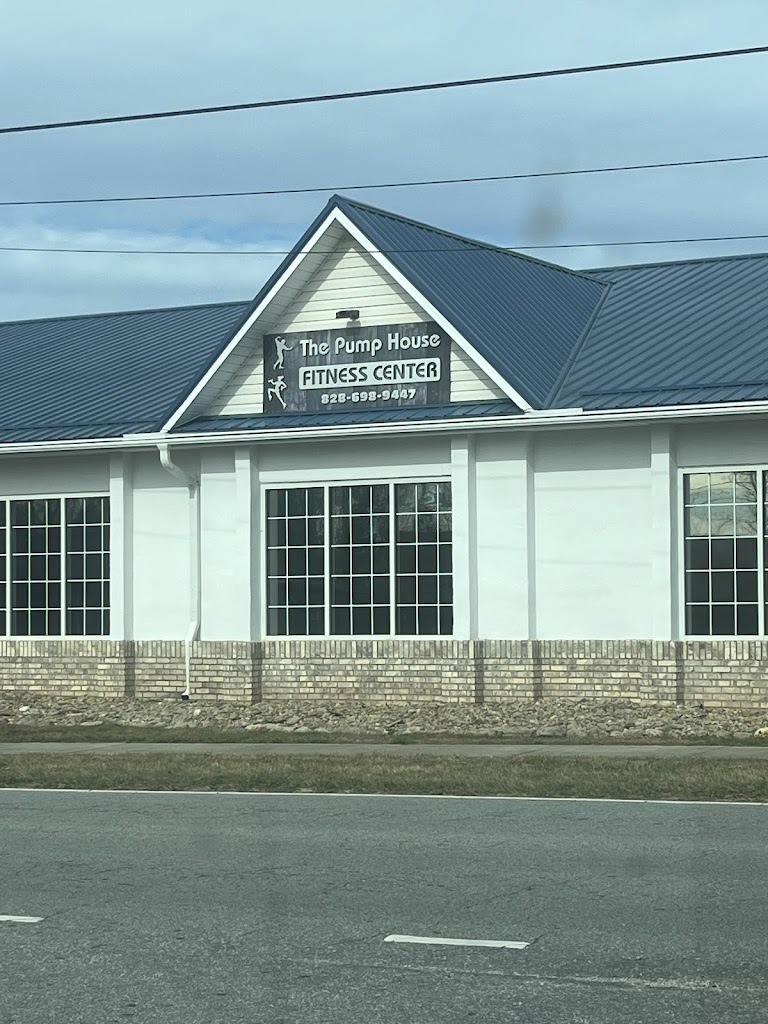 The Pump House
FITNESS CENTER
828-698-9447